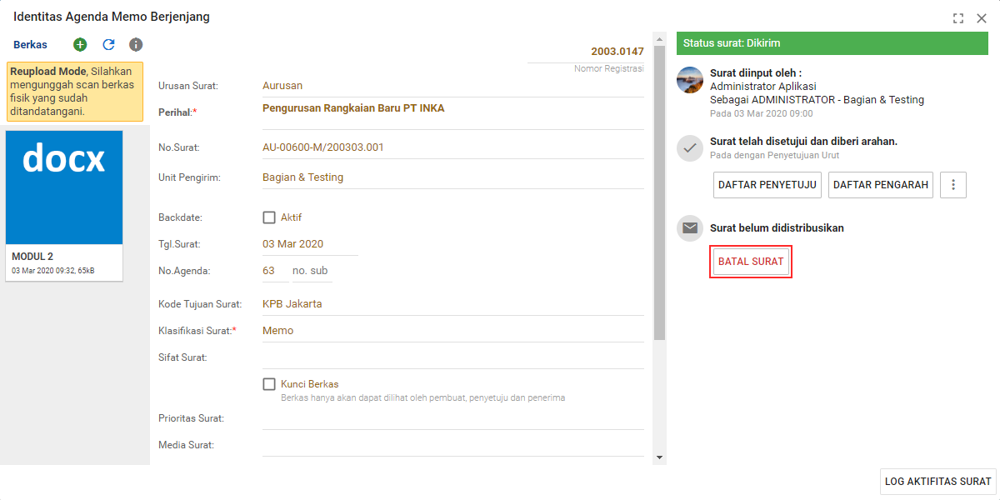 Identitas Agenda Memo Berjenjang
Berkas
Reupload Mode, Silahkan
mengunggah scan berkas
fisik yang sudah
ditandatangani.
docx
MODUL 2
03 Mar 2020 09:32, 65kB
2003.0147
Nomor Registrasi
Urusan Surat: Aurusan
Perihal:* Pengurusan Rangkaian Baru PT INKA
No.Surat: AU-00600-M/200303.001
Unit Pengirim: Bagian & Testing
Backdate: Aktif
Tgl.Surat: 03 Mar 2020
No.Agenda: 63 no. sub
Kode Tujuan Surat: KPB Jakarta
Klasifikasi Surat:* Memo
Sifat Surat:
Kunci Berkas
Berkas hanya akan dapat dilihat oleh pembuat, penyetuju dan penerima
Prioritas Surat:
Media Surat:
Status surat: Dikirim
Surat diinput oleh :
Administrator Aplikasi
Sebagai ADMINISTRATOR - Bagian & Testing
Pada 03 Mar 2020 09:00
Surat telah disetujui dan diberi arahan.
Pada dengan Penyetujuan Urut
DAFTAR PENYETUJU DAFTAR PENGARAH
Surat belum didistribusikan
BATAL SURAT
LOG AKTIFITAS SURAT